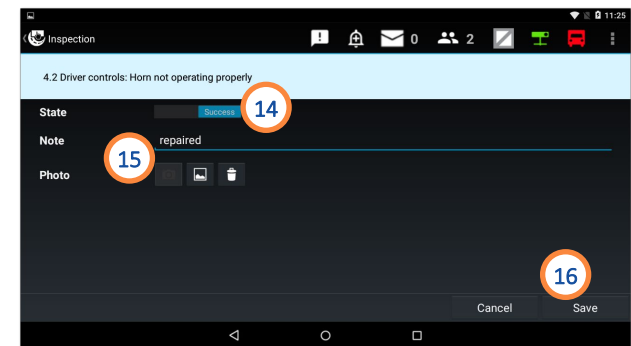 11:25
Inspection
0
2
4.2 Driver controls: Horn not operating properly
State
Success
14
Note
repaired
15
Photo
16
Cancel
Save